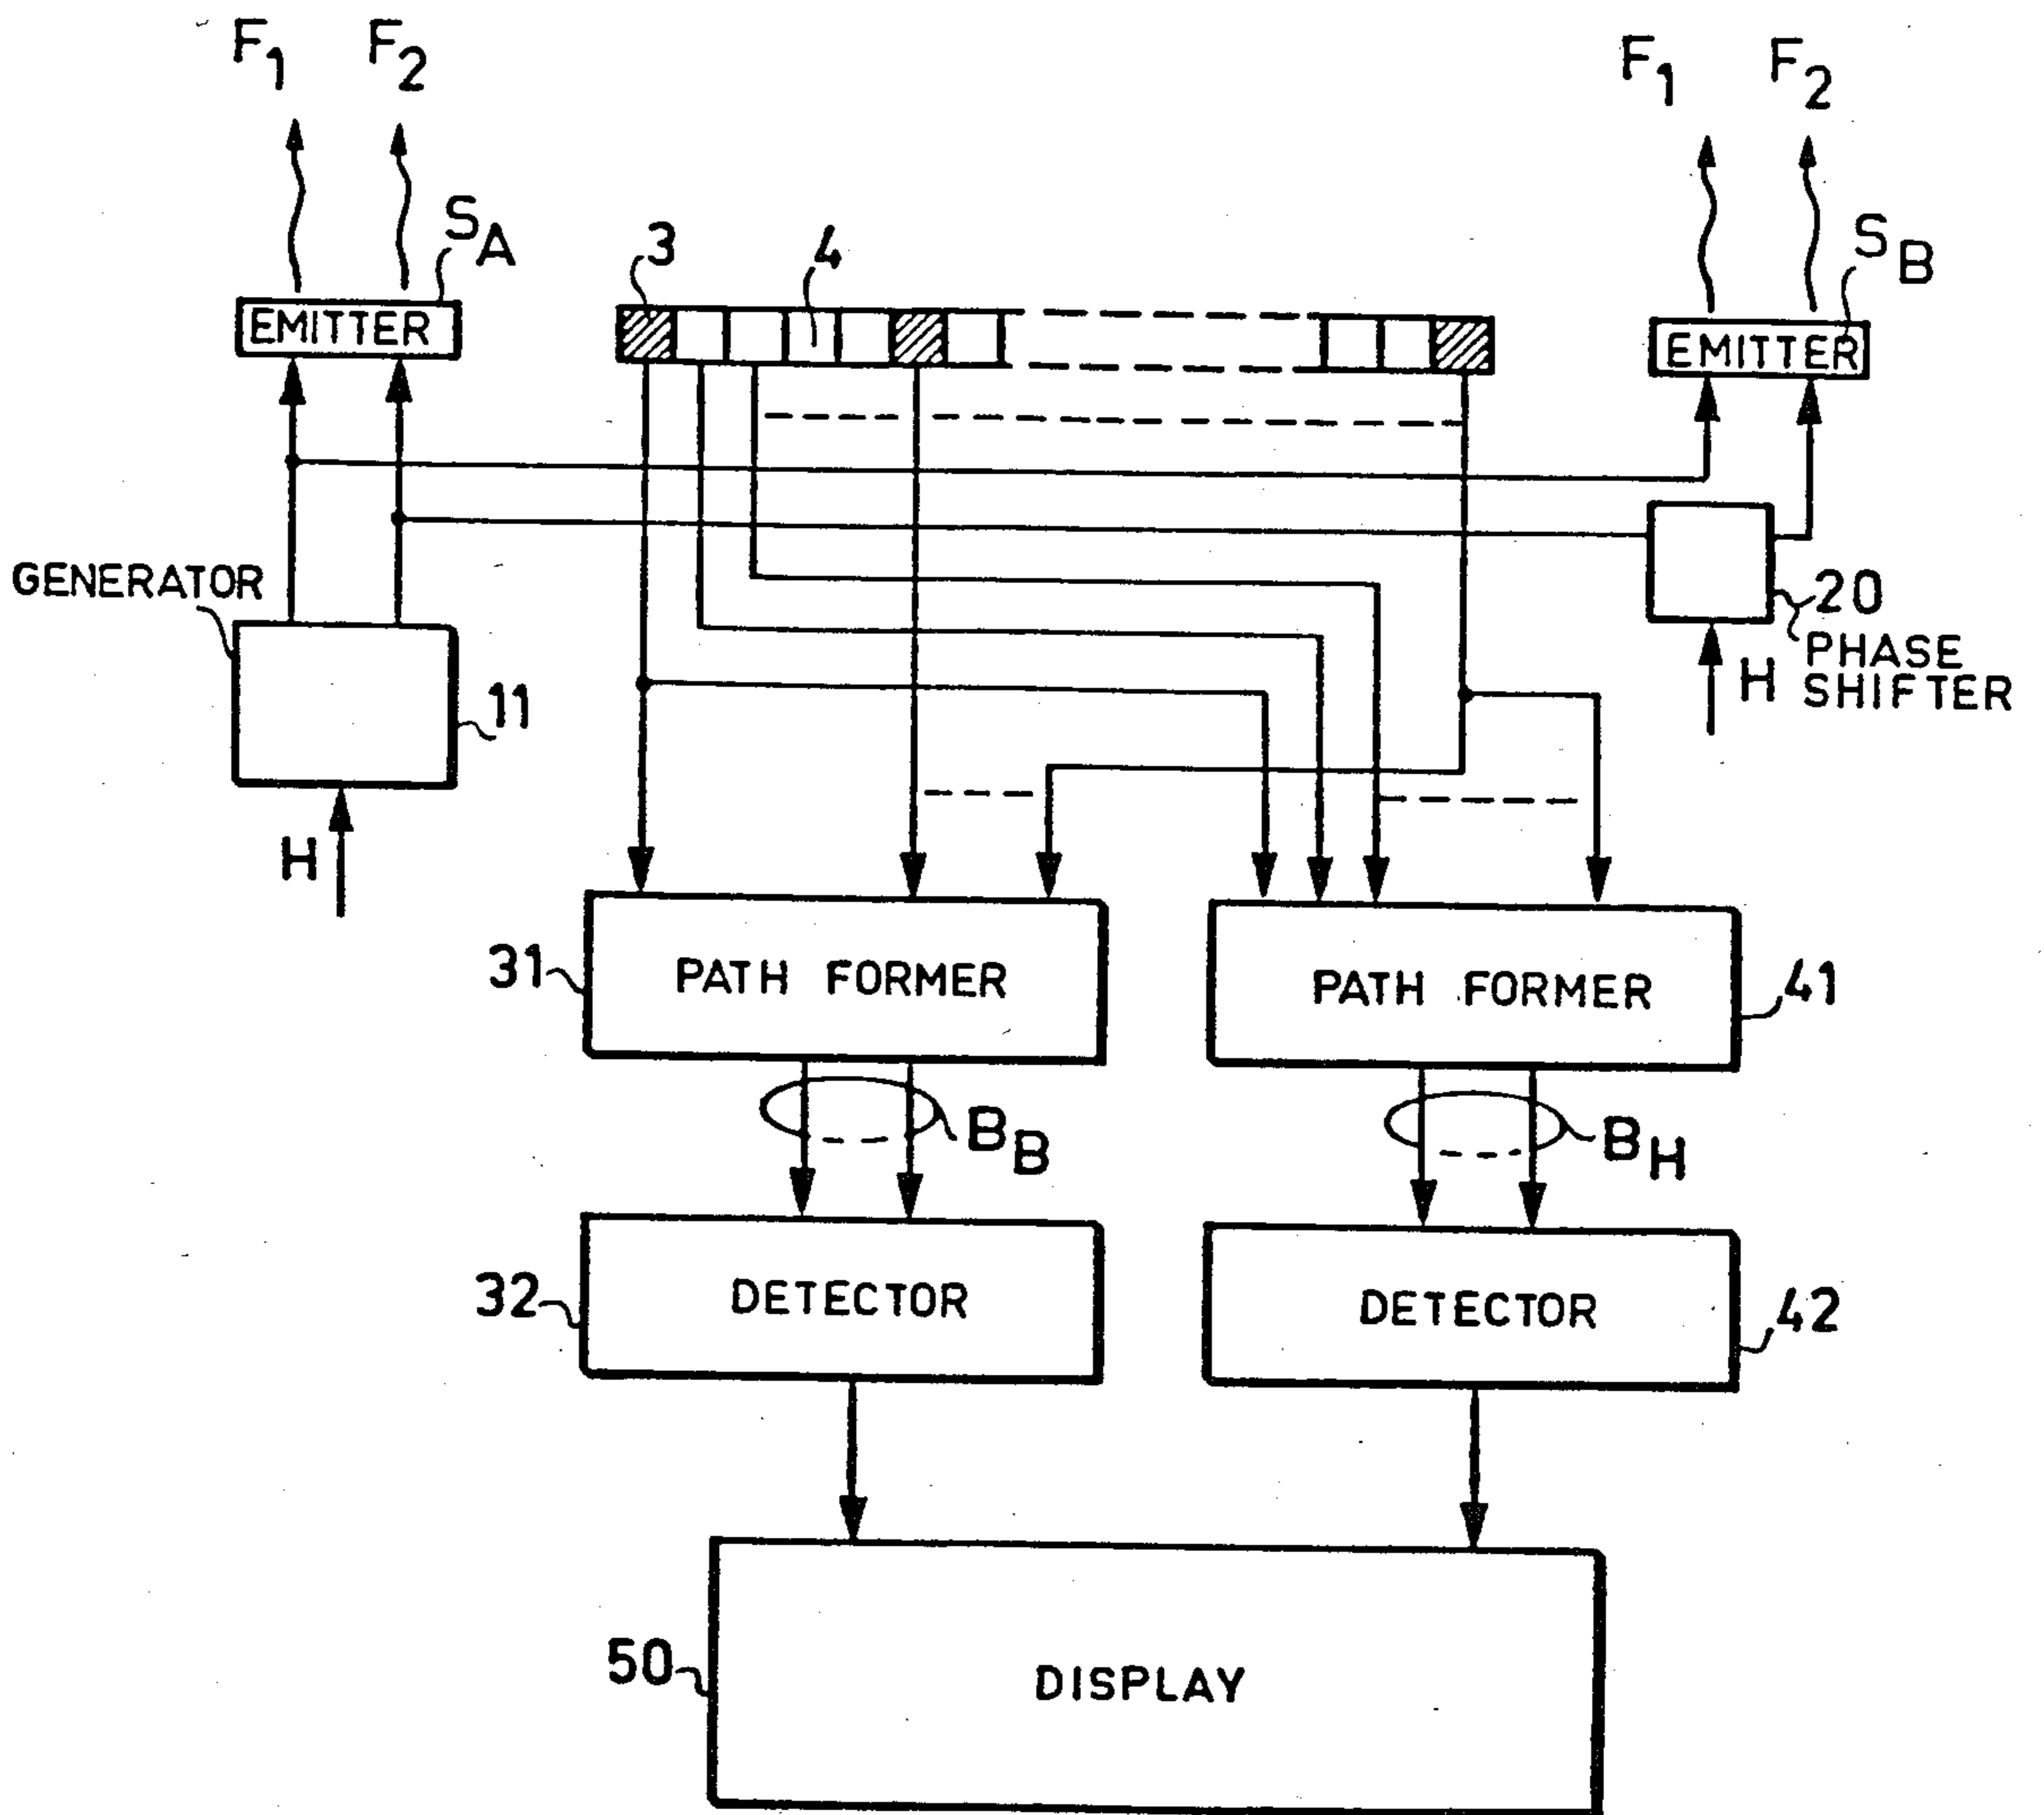 F1 F2
F1 F2
SA
3
4
SB
EMITTER
EMITTER
GENERATOR
20
PHASE
SHIFTER
H
11
H
31
PATH FORMER
PATH FORMER
41
BB
BH
32
DETECTOR
DETECTOR
42
50
DISPLAY